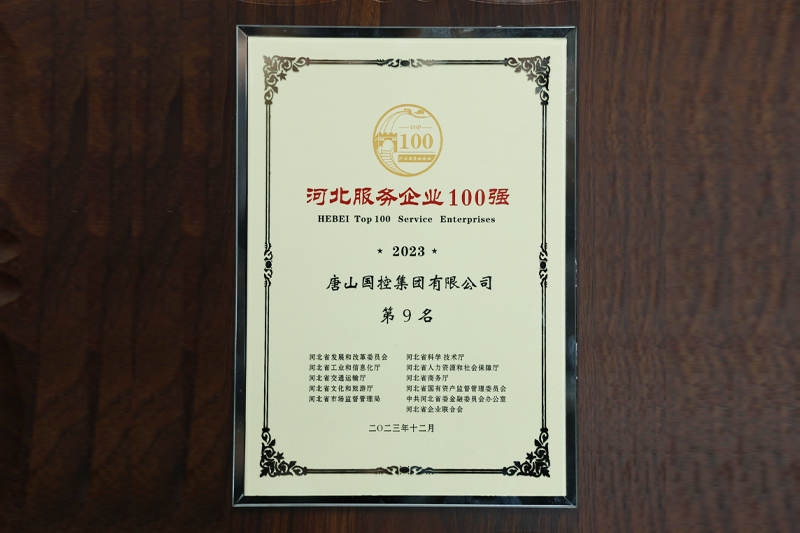 TOP
100
河北服务企业100强
HEBEI Top 100 Service Enterprises
★ 2023 ★
唐山国控集团有限公司
第9名
河北省发展和改革委员会
河北省工业和信息化厅
河北省交通运输厅
河北省文化和旅游厅
河北省市场监督管理局
河北省科学技术厅
河北省人力资源和社会保障厅
河北省商务厅
河北省国有资产监督管理委员会
中共河北省委金融委员会办公室
河北省企业联合会
二〇二三年十二月